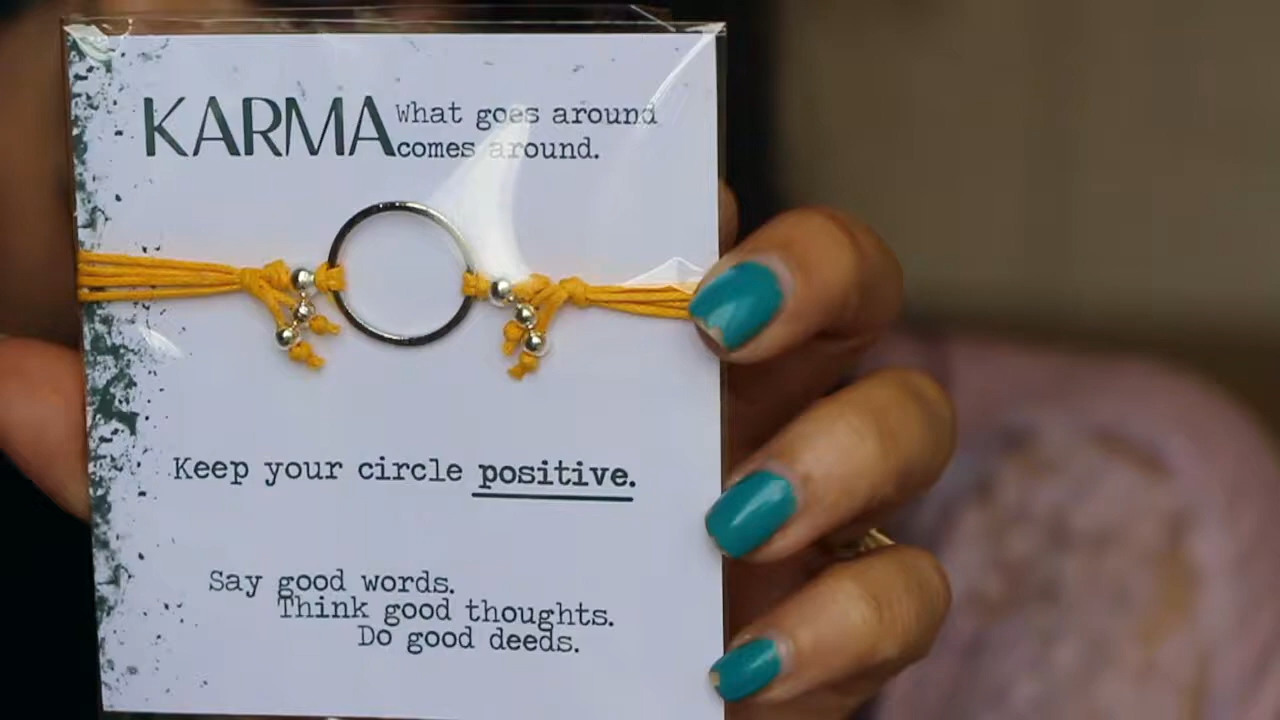 KARMA What goes around
comes around.
Keep your circle positive.
Say good words.
Think good thoughts.
Do good deeds.